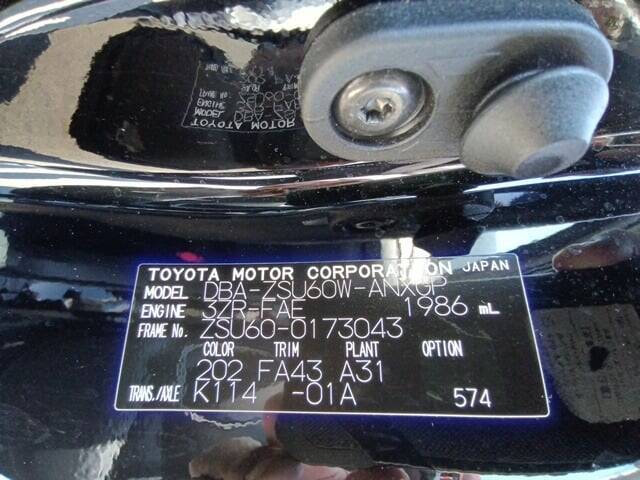 TOYOTA MOTOR CORPORATION JAPAN
MODEL DBA-ZSU60W-ANXGP
ENGINE 3ZR-FAE 1986 mL
FRAME No. ZSU60-0173043
COLOR TRIM PLANT OPTION
202 FA43 A31
TRANS./AXLE K114 -01A 574